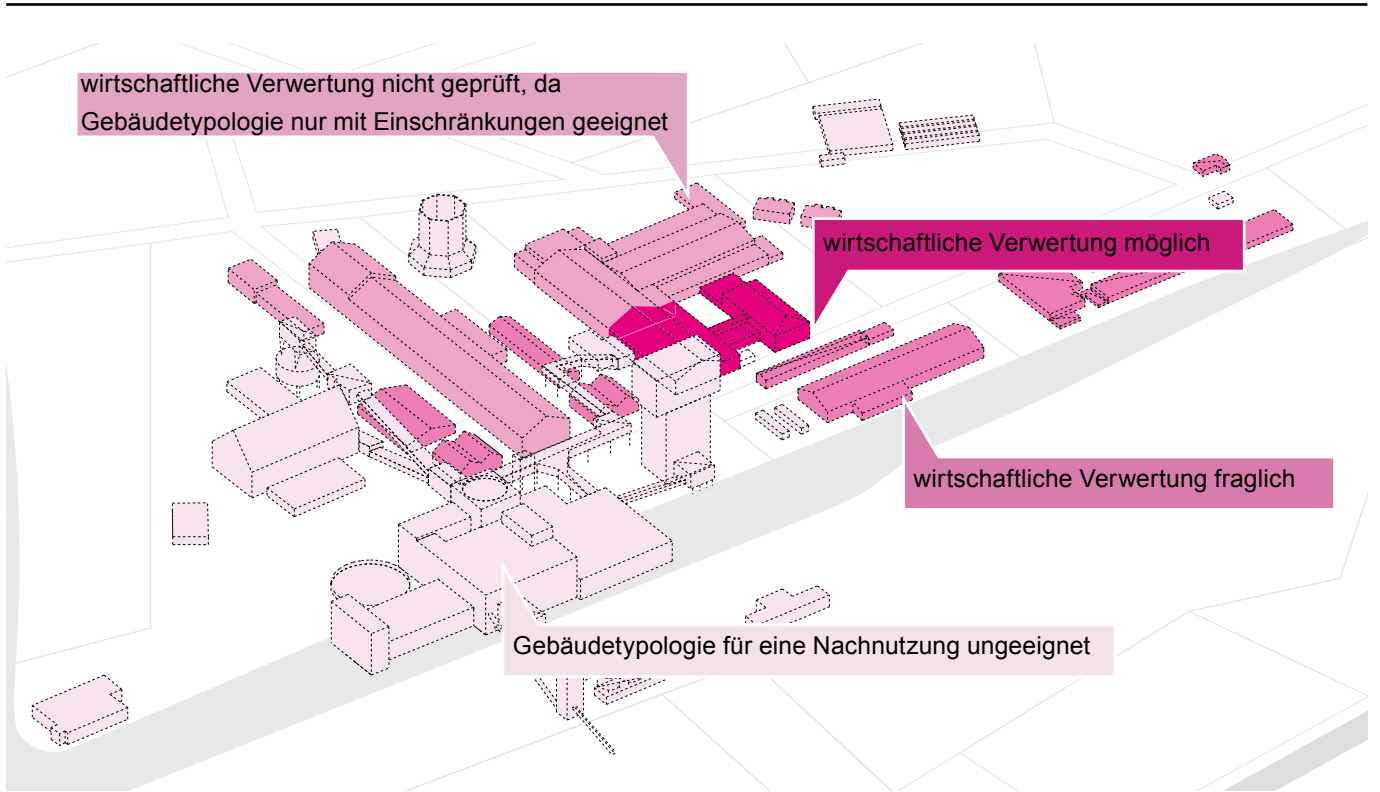 wirtschaftliche Verwertung nicht geprüft, da
Gebäudetypologie nur mit Einschränkungen geeignet
wirtschaftliche Verwertung möglich
wirtschaftliche Verwertung fraglich
Gebäudetypologie für eine Nachnutzung ungeeignet